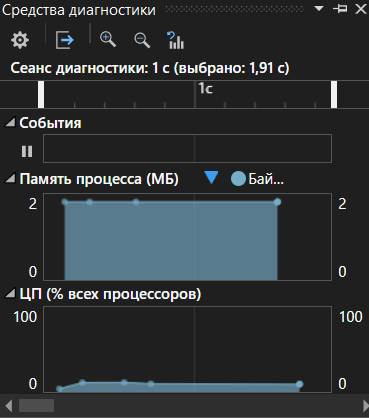 Средства диагностики
Сеанс диагностики: 1 с (выбрано: 1,91 с)
1с
События
Память процесса (МБ) Бай...
2 2
0 0
ЦП (% всех процессоров)
100 100
0 0